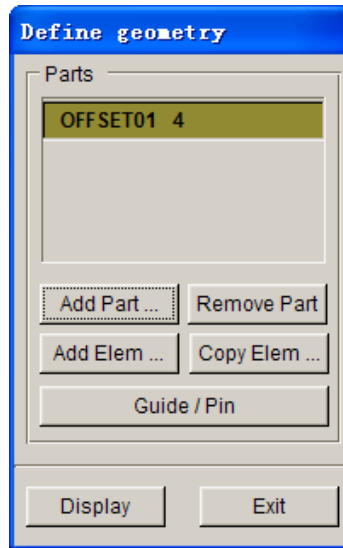 Define geometry
Parts
OFFSET01 4
Add Part ... Remove Part
Add Elem ... Copy Elem ...
Guide / Pin
Display Exit